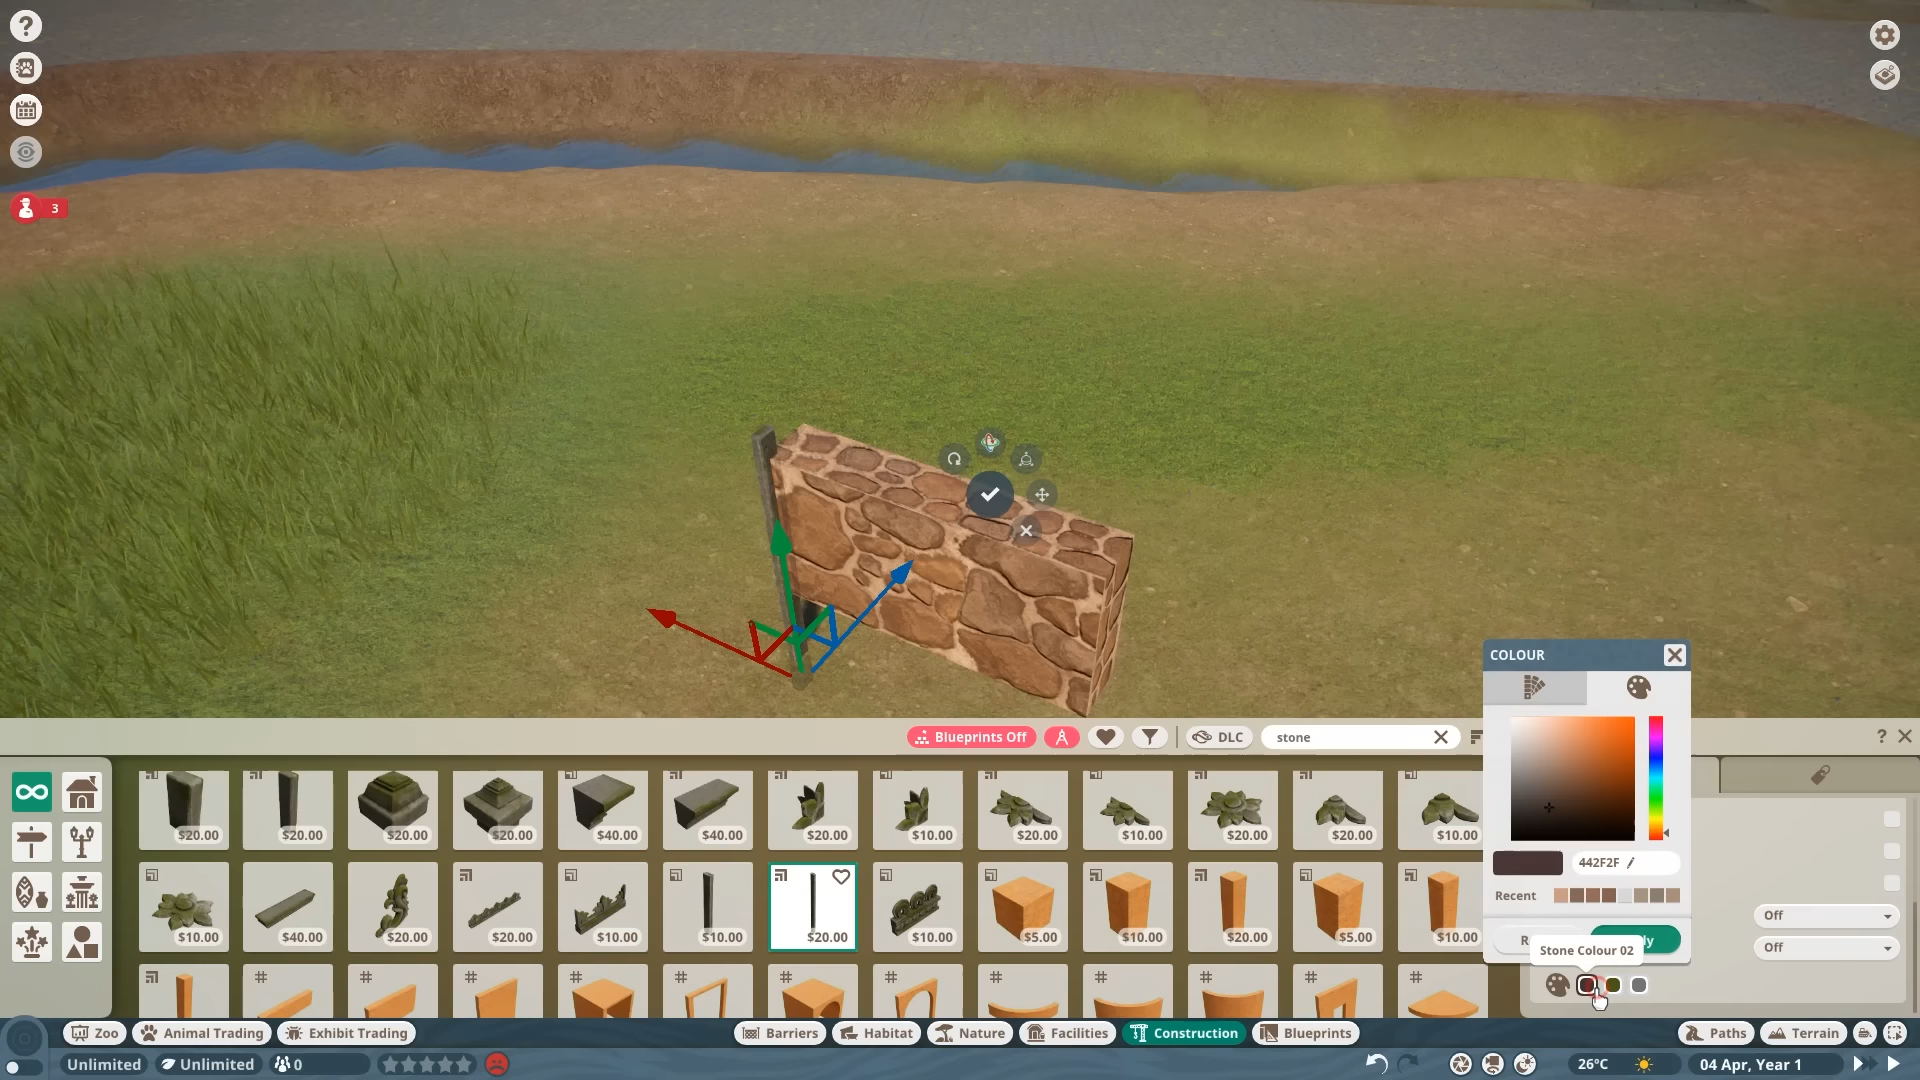 ?
3
Blueprints Off
DLC
stone
?
COLOUR
442F2F
Recent
Stone Colour 02
Off
Off
$20.00 $20.00 $20.00 $20.00 $40.00 $40.00 $20.00 $10.00 $20.00 $10.00 $20.00 $20.00 $10.00
$10.00 $40.00 $20.00 $20.00 $10.00 $10.00 $20.00 $10.00 $5.00 $10.00 $20.00 $5.00 $10.00
Zoo Animal Trading Exhibit Trading Barriers Habitat Nature Facilities Construction Blueprints Paths Terrain
Unlimited Unlimited 0 26°C 04 Apr, Year 1